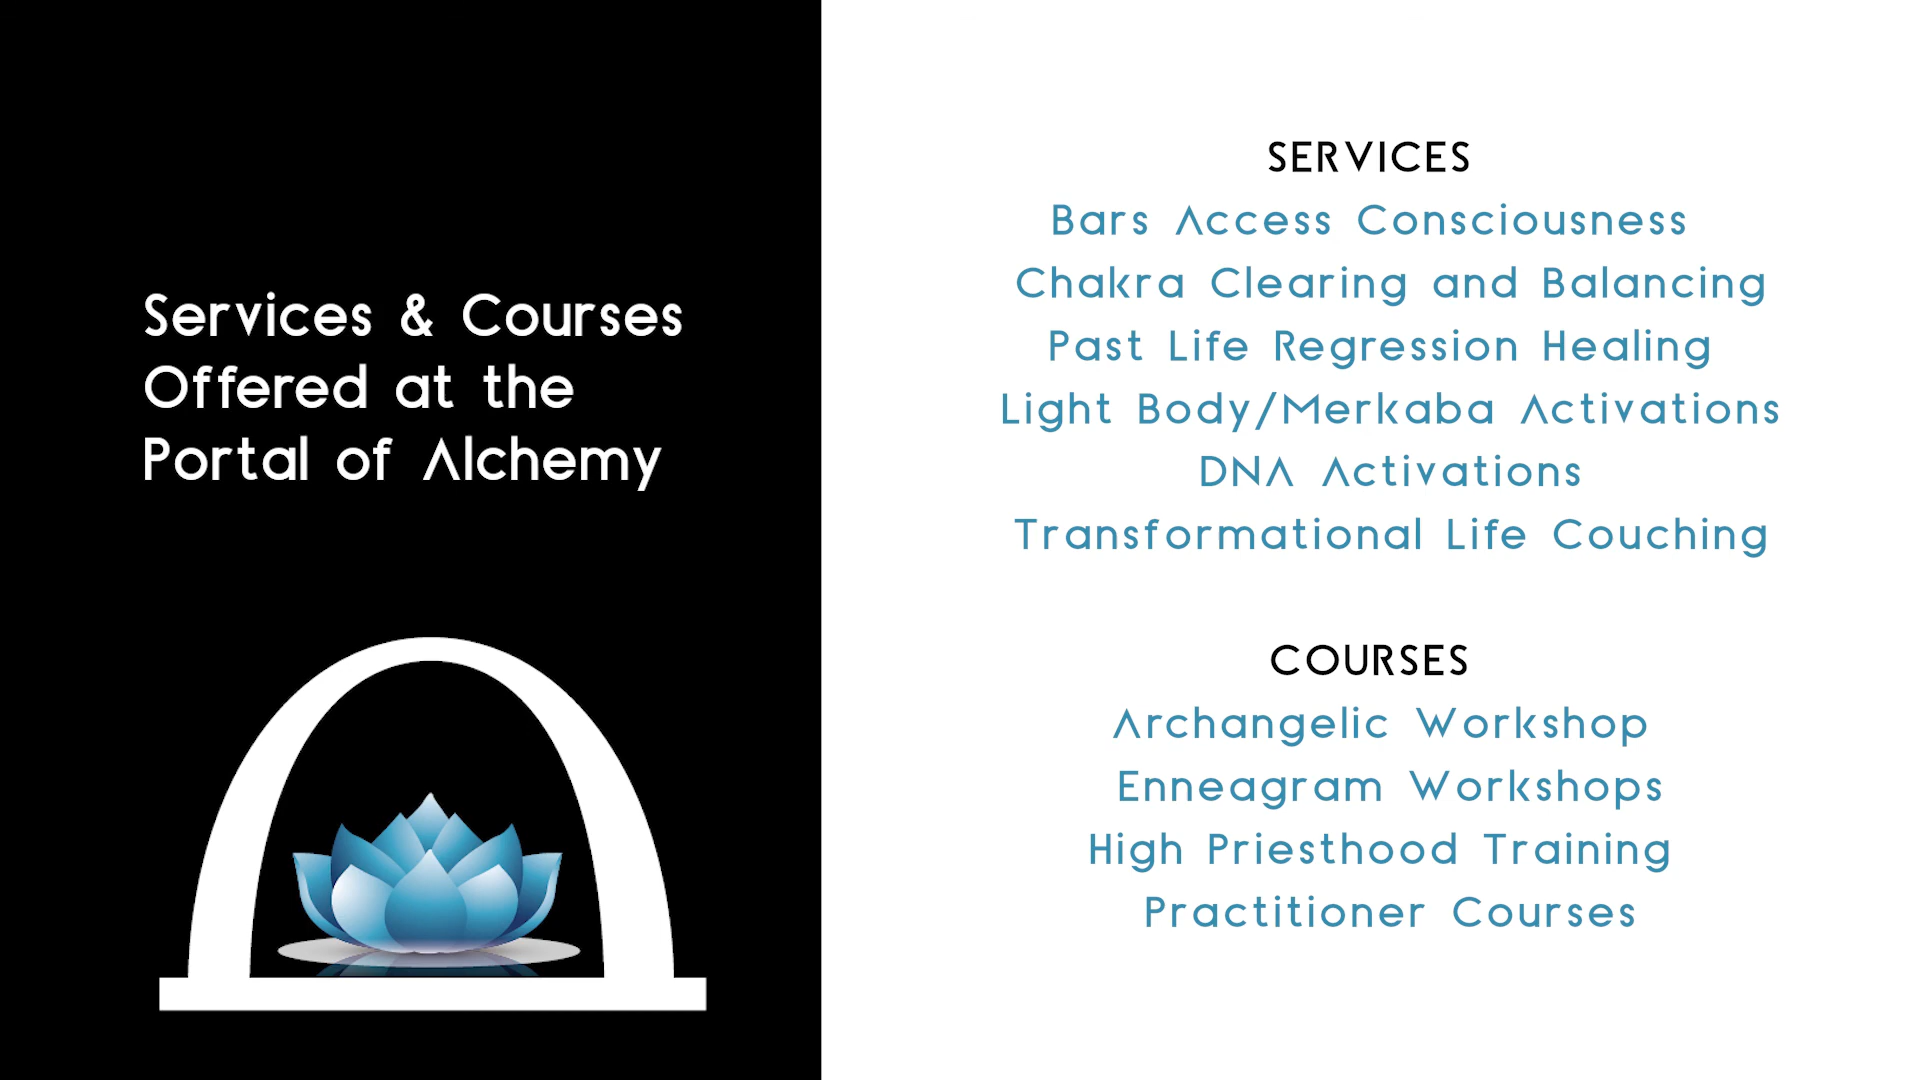 Services & Courses
Offered at the
Portal of Alchemy
SERVICES
Bars Access Consciousness
Chakra Clearing and Balancing
Past Life Regression Healing
Light Body/Merkaba Activations
DNA Activations
Transformational Life Couching
COURSES
Archangelic Workshop
Enneagram Workshops
High Priesthood Training
Practitioner Courses